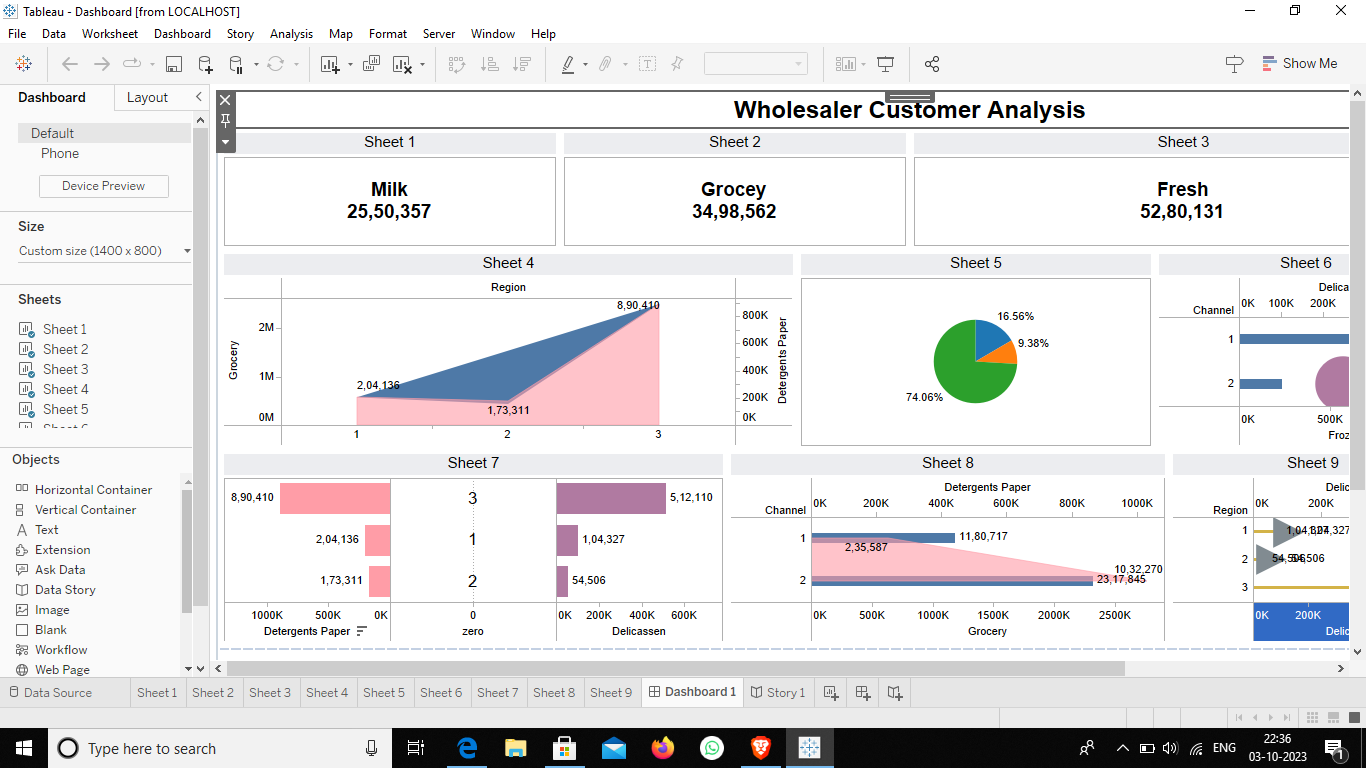 Tableau - Dashboard [from LOCALHOST]
File Data Worksheet Dashboard Story Analysis Map Format Server Window Help
Show Me
Dashboard Layout
Default
Phone
Device Preview
Size
Custom size (1400 x 800)
Sheets
Sheet 1
Sheet 2
Sheet 3
Sheet 4
Sheet 5
Objects
Horizontal Container
Vertical Container
Text
Extension
Ask Data
Data Story
Image
Blank
Workflow
Web Page
Wholesaler Customer Analysis
Sheet 1
Milk
25,50,357
Sheet 2
Grocey
34,98,562
Sheet 3
Fresh
52,80,131
Sheet 4
Region
Grocery
2M
1M
0M
8,90,410
2,04,136
1,73,311
800K
600K
400K
200K
0K
Detergents Paper
1 2 3
Sheet 5
16.56%
9.38%
74.06%
Sheet 6
Delica
Channel 0K 100K 200K
1
2
0K 500K
Froz
Sheet 7
8,90,410 3 5,12,110
2,04,136 1 1,04,327
1,73,311 2 54,506
1000K 500K 0K 0 0K 200K 400K 600K
Detergents Paper zero Delicassen
Sheet 8
Detergents Paper
Channel 0K 200K 400K 600K 800K 1000K
1 11,80,717
2,35,587
10,32,270
2 23,17,845
0K 500K 1000K 1500K 2000K 2500K
Grocery
Sheet 9
Delic
Region 0K 200K
1 1,04,327
2 54,506 54,506
3
0K 200K
Delic
Data Source Sheet 1 Sheet 2 Sheet 3 Sheet 4 Sheet 5 Sheet 6 Sheet 7 Sheet 8 Sheet 9 Dashboard 1 Story 1
Type here to search
ENG
22:36
03-10-2023
1